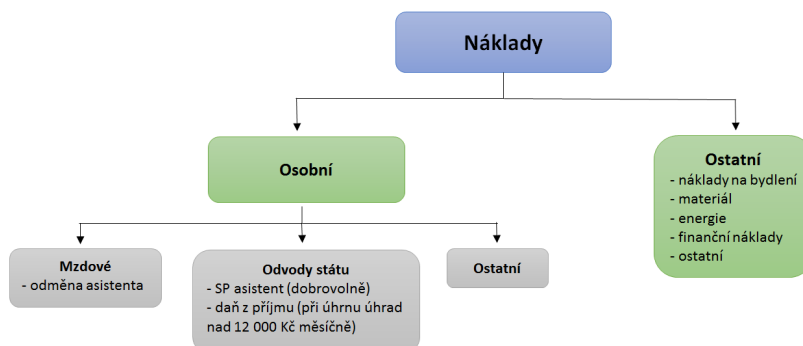 Náklady
Osobní
Ostatní
- náklady na bydlení
- materiál
- energie
- finanční náklady
- ostatní
Mzdové
- odměna asistenta
Odvody státu
- SP asistent (dobrovolně)
- daň z příjmu (při úhrnu úhrad
nad 12 000 Kč měsíčně)
Ostatní